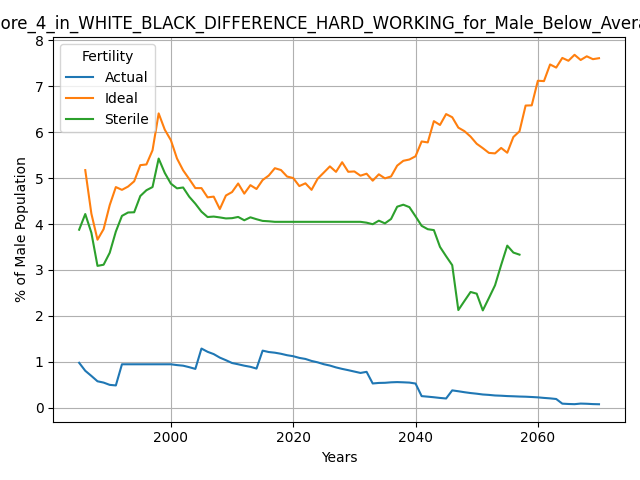 ore_4_in_WHITE_BLACK_DIFFERENCE_HARD_WORKING_for_Male_Below_Avera
Fertility
Actual
Ideal
Sterile
% of Male Population
8
7
6
5
4
3
2
1
0
2000 2020 2040 2060
Years